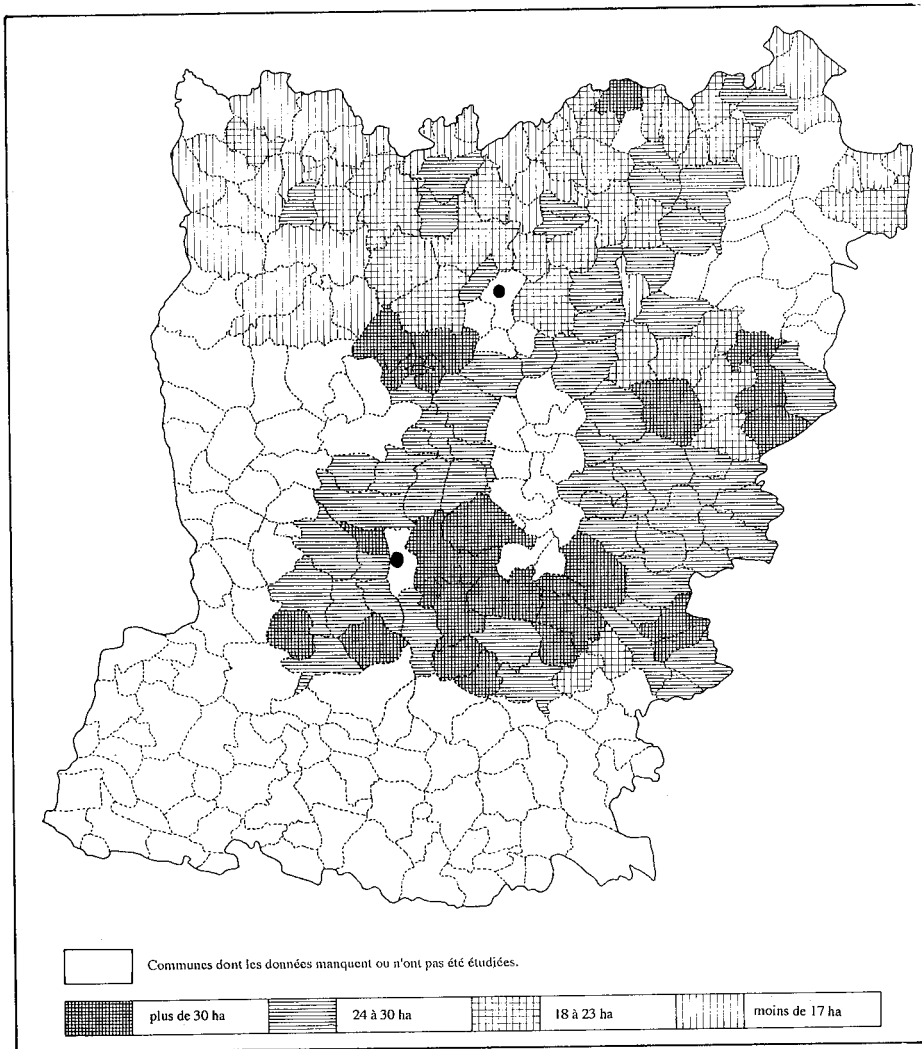 Communes dont les données manquent ou n'ont pas été étudiées.
plus de 30 ha
24 à 30 ha
18 à 23 ha
moins de 17 ha